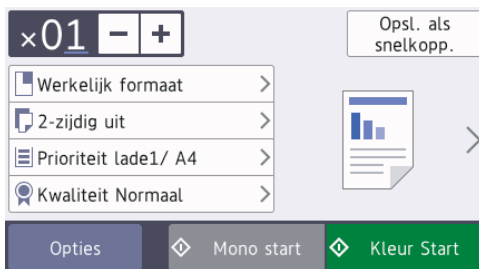 ×01 − +
Opsl. als
snelkopp.
Werkelijk formaat
2-zijdig uit
Prioriteit lade1/ A4
Kwaliteit Normaal
Opties
Mono start
Kleur Start